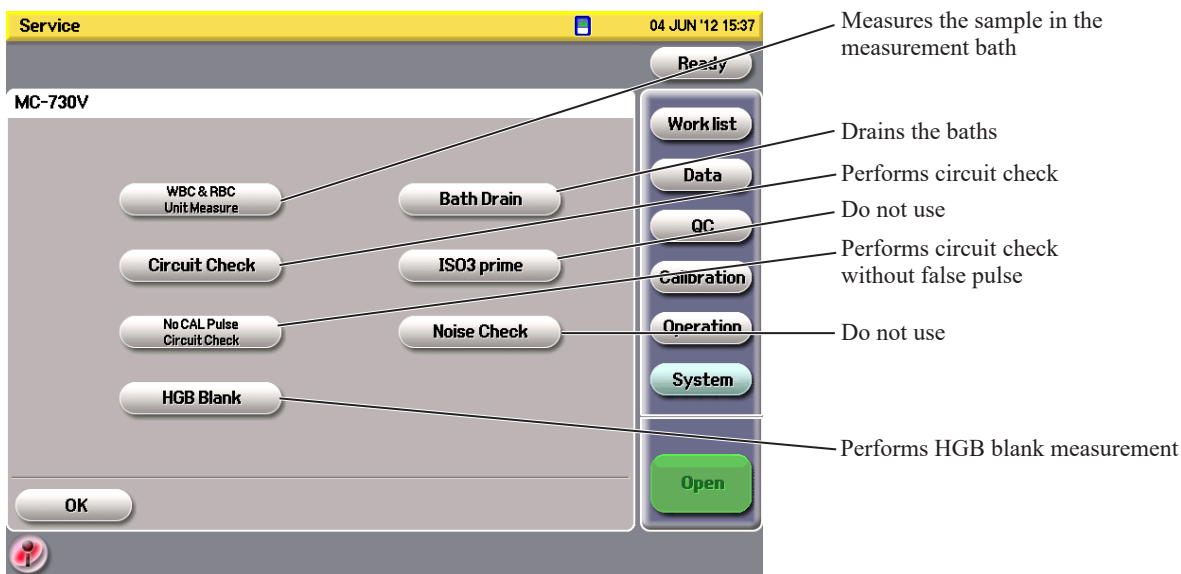 Service
04 JUN '12 15:37
Ready
MC-730V
WBC & RBC
Unit Measure
Bath Drain
Circuit Check
ISO3 prime
No CAL Pulse
Circuit Check
Noise Check
HGB Blank
OK
Work list
Data
QC
Calibration
Operation
System
Open
Measures the sample in the
measurement bath
Drains the baths
Performs circuit check
Do not use
Performs circuit check
without false pulse
Do not use
Performs HGB blank measurement